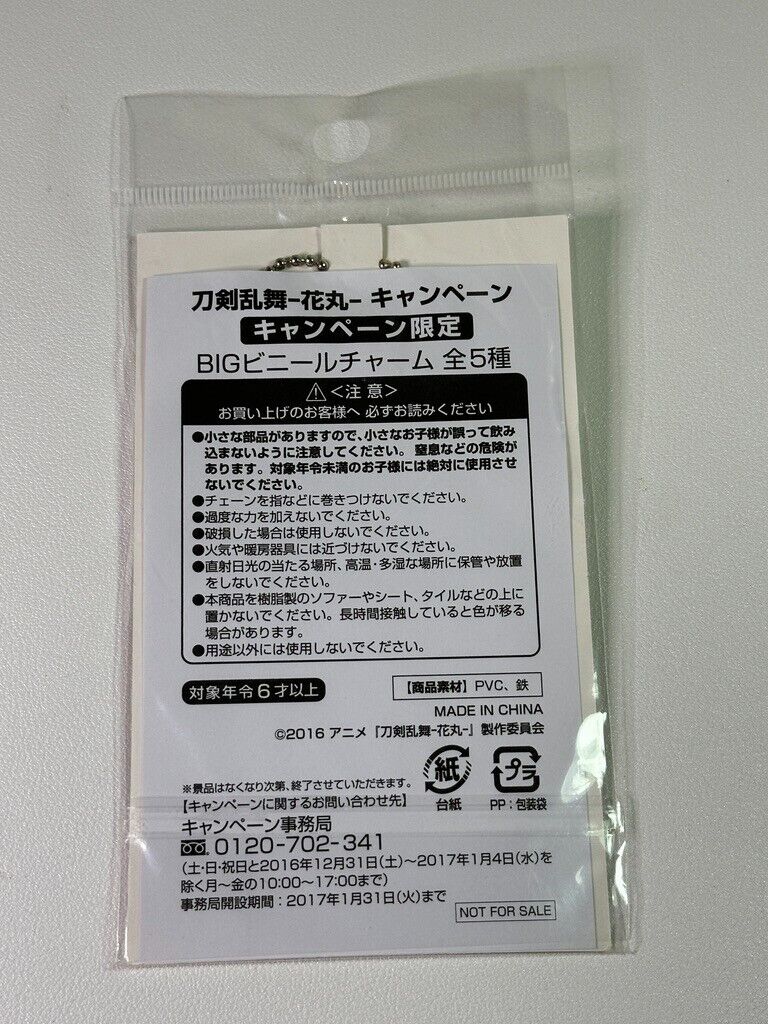 刀剣乱舞-花丸- キャンペーン
キャンペーン限定
BIGビニールチャーム 全5種
⚠<注 意>
お買い上げのお客様へ 必ずお読みください
●小さな部品がありますので、小さなお子様が誤って飲み
込まないように注意してください。 窒息などの危険が
あります。対象年令未満のお子様には絶対に使用させ
ないでください。
●チェーンを指などに巻きつけないでください。
●過度な力を加えないでください。
●破損した場合は使用しないでください。
●火気や暖房器具には近づけないでください。
●直射日光の当たる場所、高温・多湿な場所に保管や放置
をしないでください。
●本商品を樹脂製のソファーやシート、タイルなどの上に
置かないでください。長時間接触していると色が移る
場合があります。
●用途以外には使用しないでください。
対象年令6才以上
【商品素材】PVC、鉄
MADE IN CHINA
©2016 アニメ『刀剣乱舞-花丸-』製作委員会
紙 プラ
台紙 PP:包装袋
※景品はなくなり次第、終了させていただきます。
【キャンペーンに関するお問い合わせ先】
キャンペーン事務局
0120-702-341
(土・日・祝日と2016年12月31日(土)~2017年1月4日(水)を
除く月~金の10:00~17:00まで)
事務局開設期間:2017年1月31日(火)まで
NOT FOR SALE